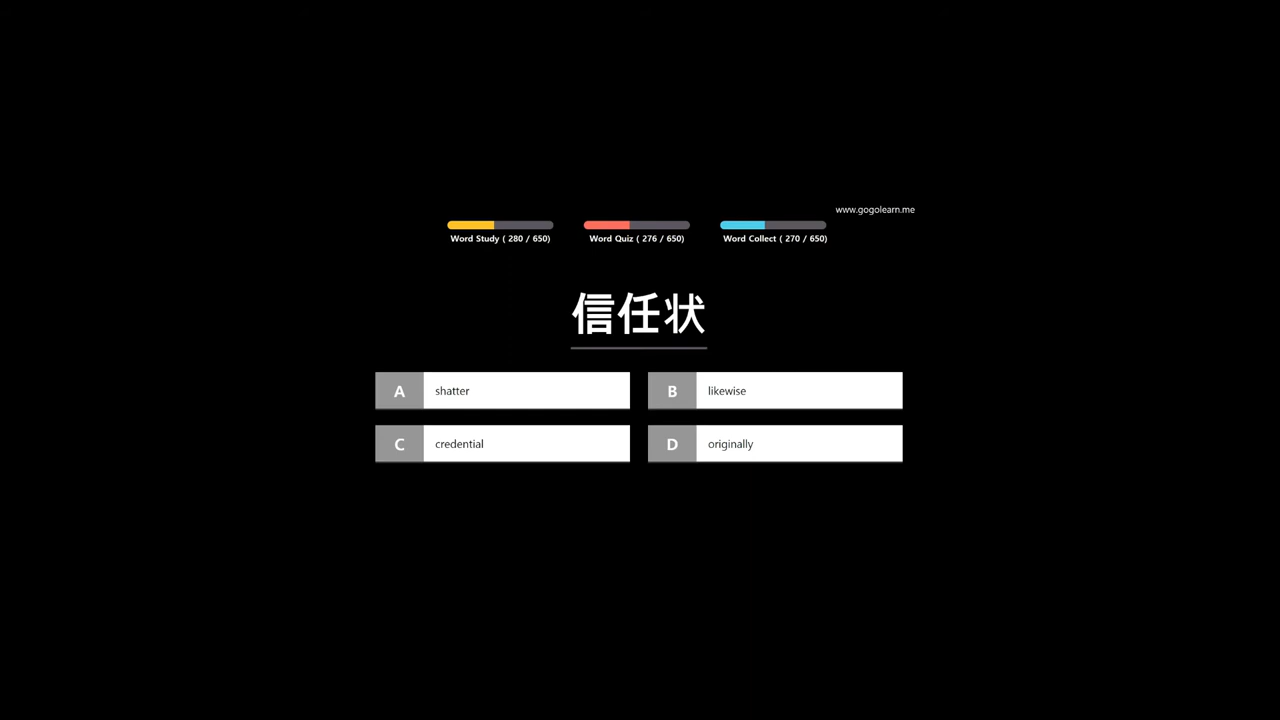 www.gogolearn.me
Word Study ( 280 / 650) Word Quiz ( 276 / 650) Word Collect ( 270 / 650)
信任状
A shatter B likewise
C credential D originally